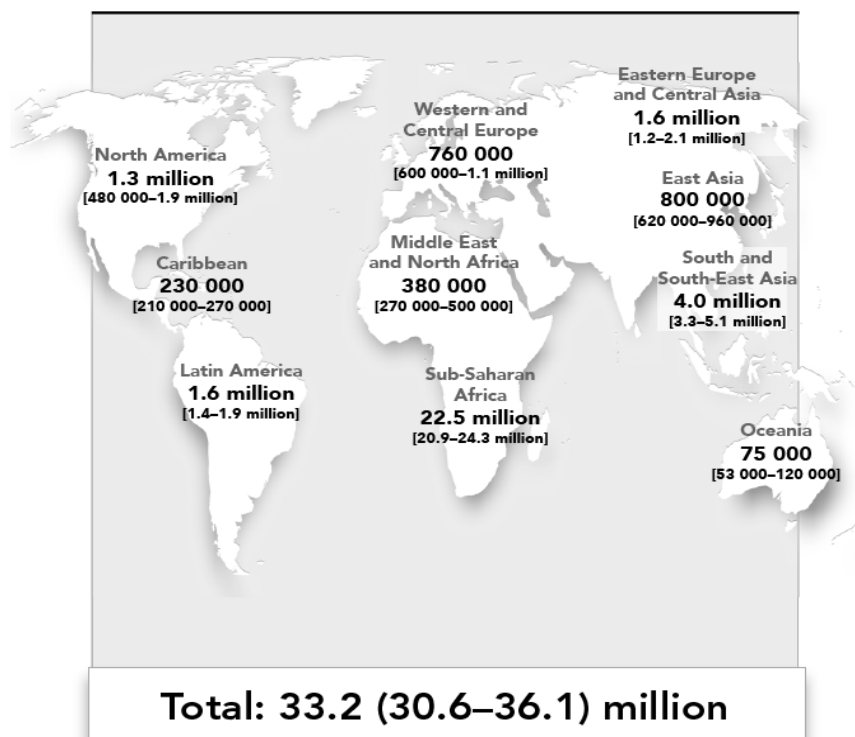 Eastern Europe
and Central Asia
1.6 million
[1.2–2.1 million]
Western and
Central Europe
760 000
[600 000–1.1 million]
North America
1.3 million
[480 000–1.9 million]
East Asia
800 000
[620 000–960 000]
Middle East
and North Africa
380 000
[270 000–500 000]
Caribbean
230 000
[210 000–270 000]
South and
South-East Asia
4.0 million
[3.3–5.1 million]
Latin America
1.6 million
[1.4–1.9 million]
Sub-Saharan
Africa
22.5 million
[20.9–24.3 million]
Oceania
75 000
[53 000–120 000]
Total: 33.2 (30.6–36.1) million